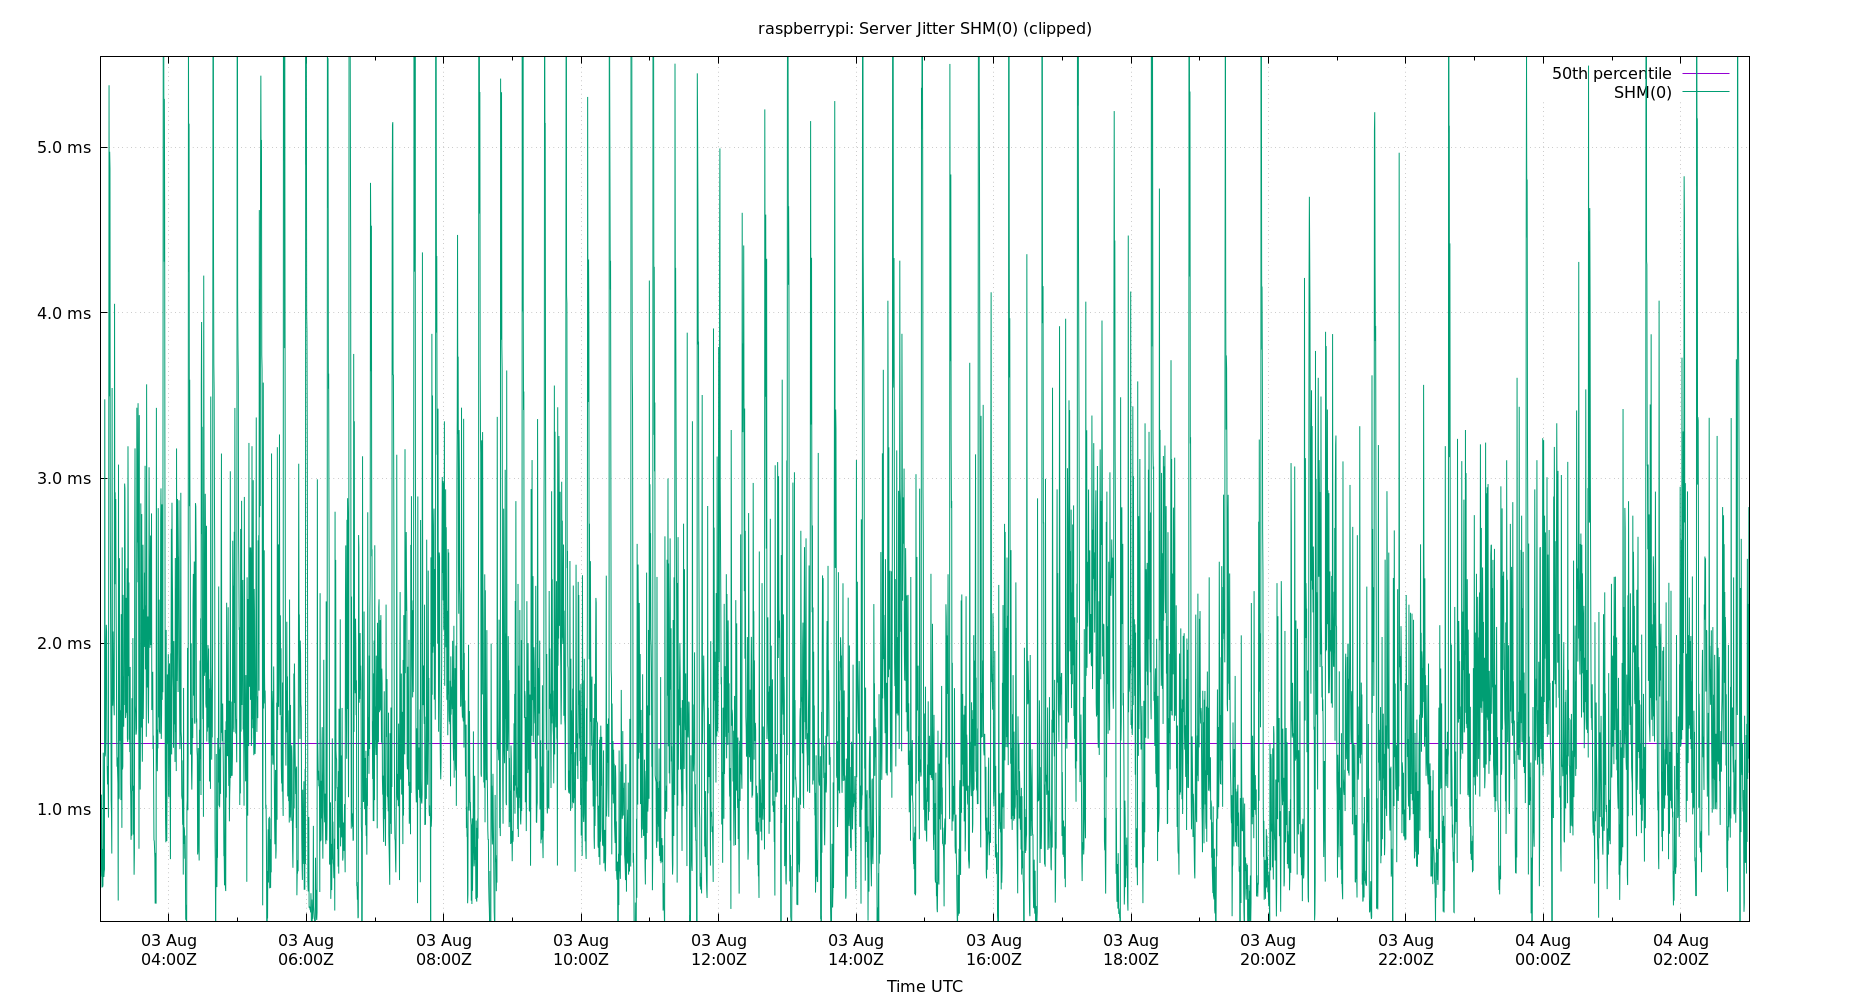 raspberrypi: Server Jitter SHM(0) (clipped)
50th percentile
SHM(0)
5.0 ms
4.0 ms
3.0 ms
2.0 ms
1.0 ms
03 Aug 03 Aug 03 Aug 03 Aug 03 Aug 03 Aug 03 Aug 03 Aug 03 Aug 03 Aug 04 Aug 04 Aug
04:00Z 06:00Z 08:00Z 10:00Z 12:00Z 14:00Z 16:00Z 18:00Z 20:00Z 22:00Z 00:00Z 02:00Z
Time UTC